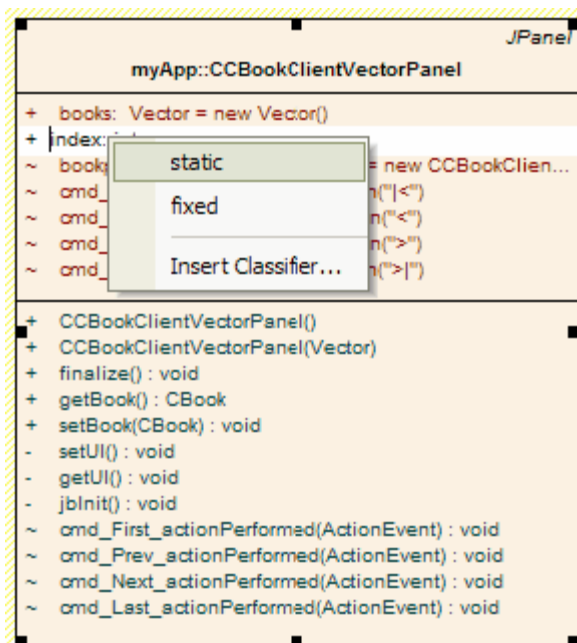 JPanel
myApp::CCBookClientVectorPanel
+ books: Vector = new Vector()
+ index:
static
~ = new CCBookClien...
~ cmd_ n("|<")
fixed
~ cmd_ n("<")
~ cmd_ n(">")
Insert Classifier...
~ cmd_ n(">|")
+ CCBookClientVectorPanel()
+ CCBookClientVectorPanel(Vector)
+ finalize() : void
+ getBook() : CBook
+ setBook(CBook) : void
- setUI() : void
- getUI() : void
- jbInit() : void
~ cmd_First_actionPerformed(ActionEvent) : void
~ cmd_Prev_actionPerformed(ActionEvent) : void
~ cmd_Next_actionPerformed(ActionEvent) : void
~ cmd_Last_actionPerformed(ActionEvent) : void